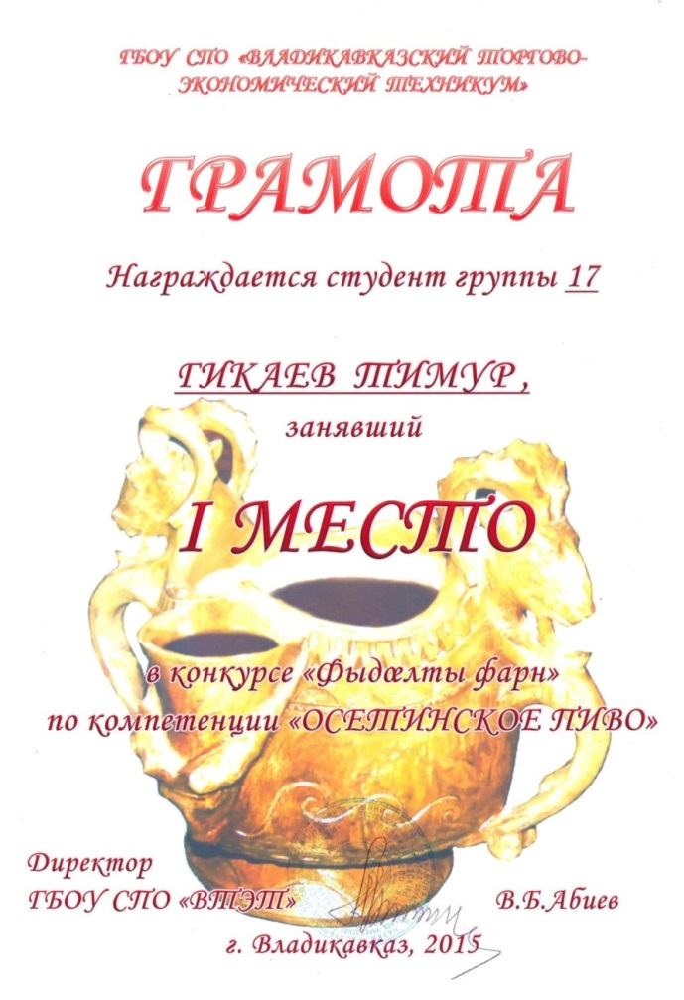 ГБОУ СПО «ВЛАДИКАВКАЗСКИЙ ТОРГОВО-
ЭКОНОМИЧЕСКИЙ ТЕХНИКУМ»
ГРАМОТА
Награждается студент группы 17
ГИКАЕВ ТИМУР,
занявший
I МЕСТО
в конкурсе «Фыдæлты фарн»
по компетенции «ОСЕТИНСКОЕ ПИВО»
Директор
ГБОУ СПО «ВТЭТ» В.Б.Абиев
г. Владикавказ, 2015